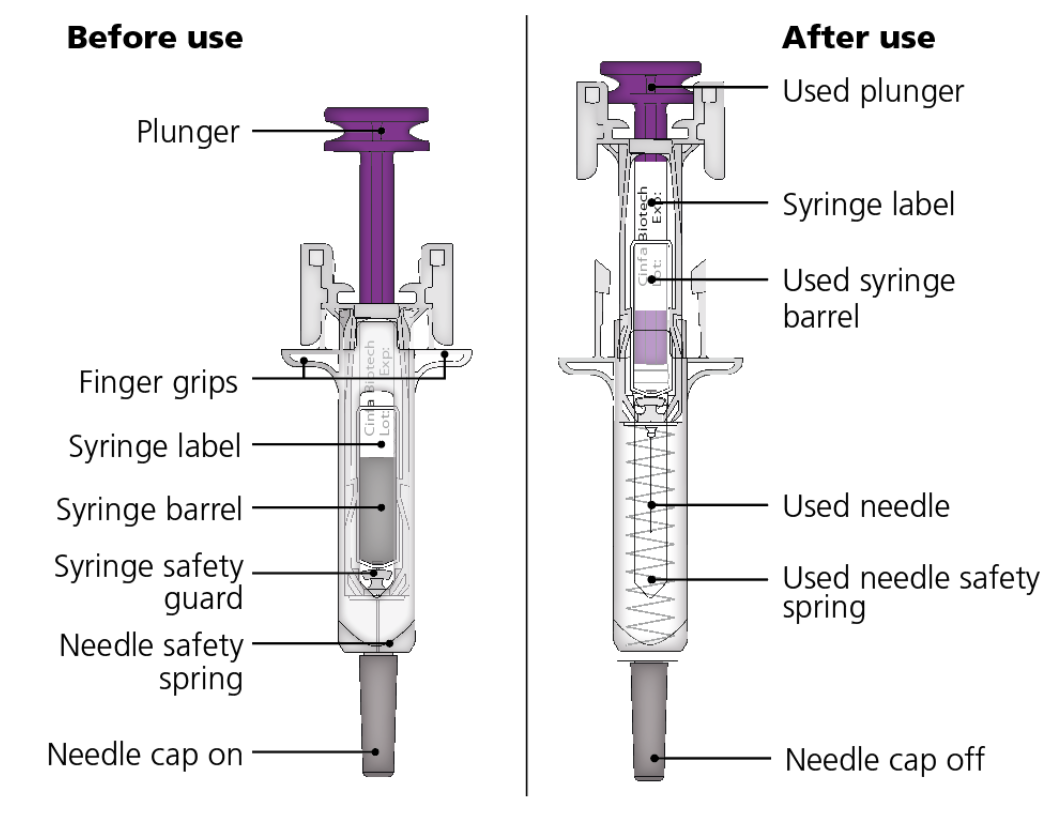 Before use
Plunger
Finger grips
Syringe label
Syringe barrel
Syringe safety
guard
Needle safety
spring
Needle cap on
Cinfa Biotech
Lot: Exp:
After use
Used plunger
Syringe label
Used syringe
barrel
Used needle
Used needle safety
spring
Needle cap off
Cinfa Biotech
Lot: Exp: